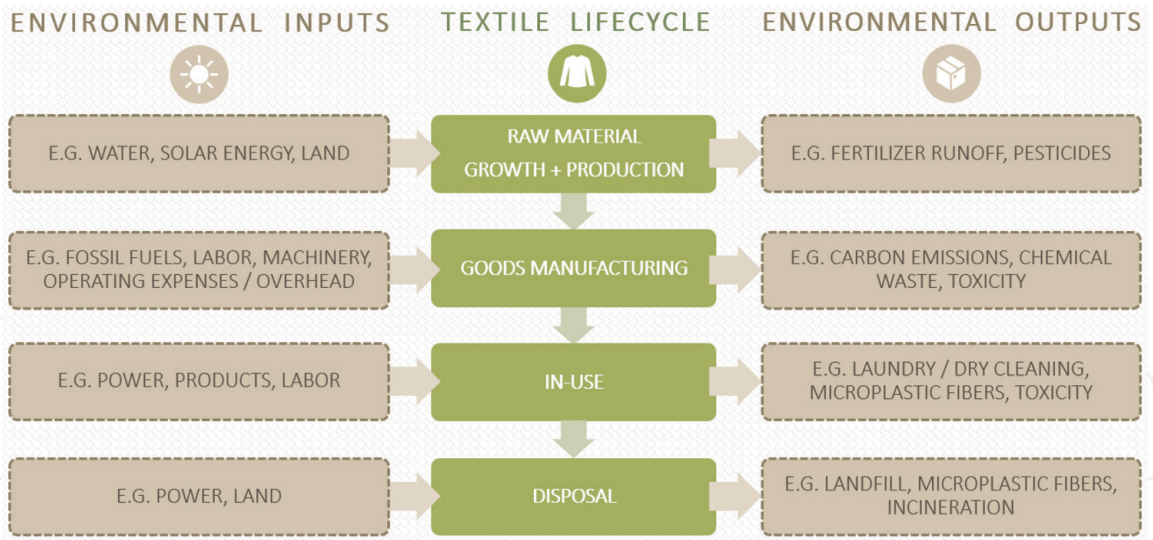 ENVIRONMENTAL INPUTS
TEXTILE LIFECYCLE
ENVIRONMENTAL OUTPUTS
E.G. WATER, SOLAR ENERGY, LAND
RAW MATERIAL
GROWTH + PRODUCTION
E.G. FERTILIZER RUNOFF, PESTICIDES
E.G. FOSSIL FUELS, LABOR, MACHINERY,
OPERATING EXPENSES / OVERHEAD
GOODS MANUFACTURING
E.G. CARBON EMISSIONS, CHEMICAL
WASTE, TOXICITY
E.G. POWER, PRODUCTS, LABOR
IN-USE
E.G. LAUNDRY / DRY CLEANING,
MICROPLASTIC FIBERS, TOXICITY
E.G. POWER, LAND
DISPOSAL
E.G. LANDFILL, MICROPLASTIC FIBERS,
INCINERATION